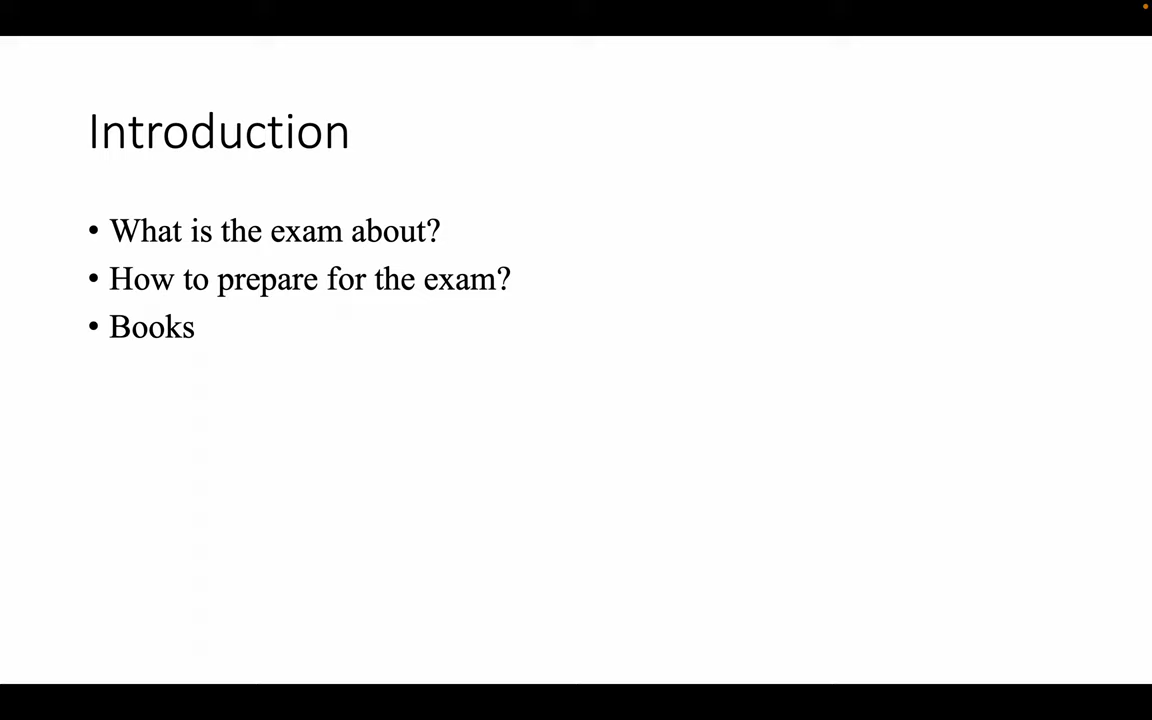 Introduction
• What is the exam about?
• How to prepare for the exam?
• Books